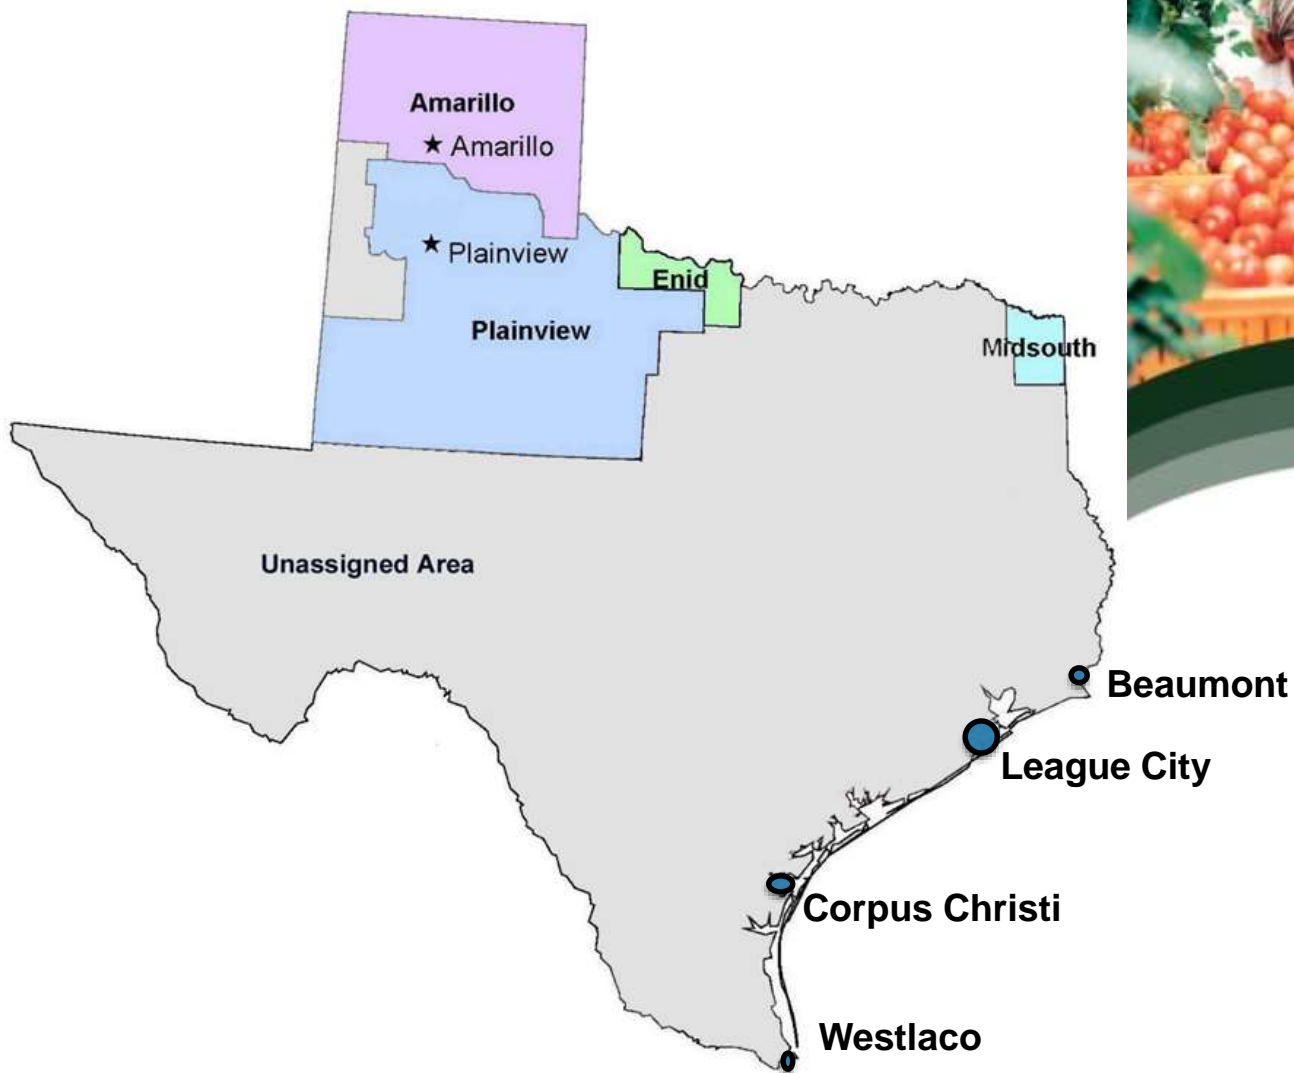 Amarillo
★ Amarillo
★ Plainview
Enid
Plainview
Midsouth
Unassigned Area
Beaumont
League City
Corpus Christi
Westlaco